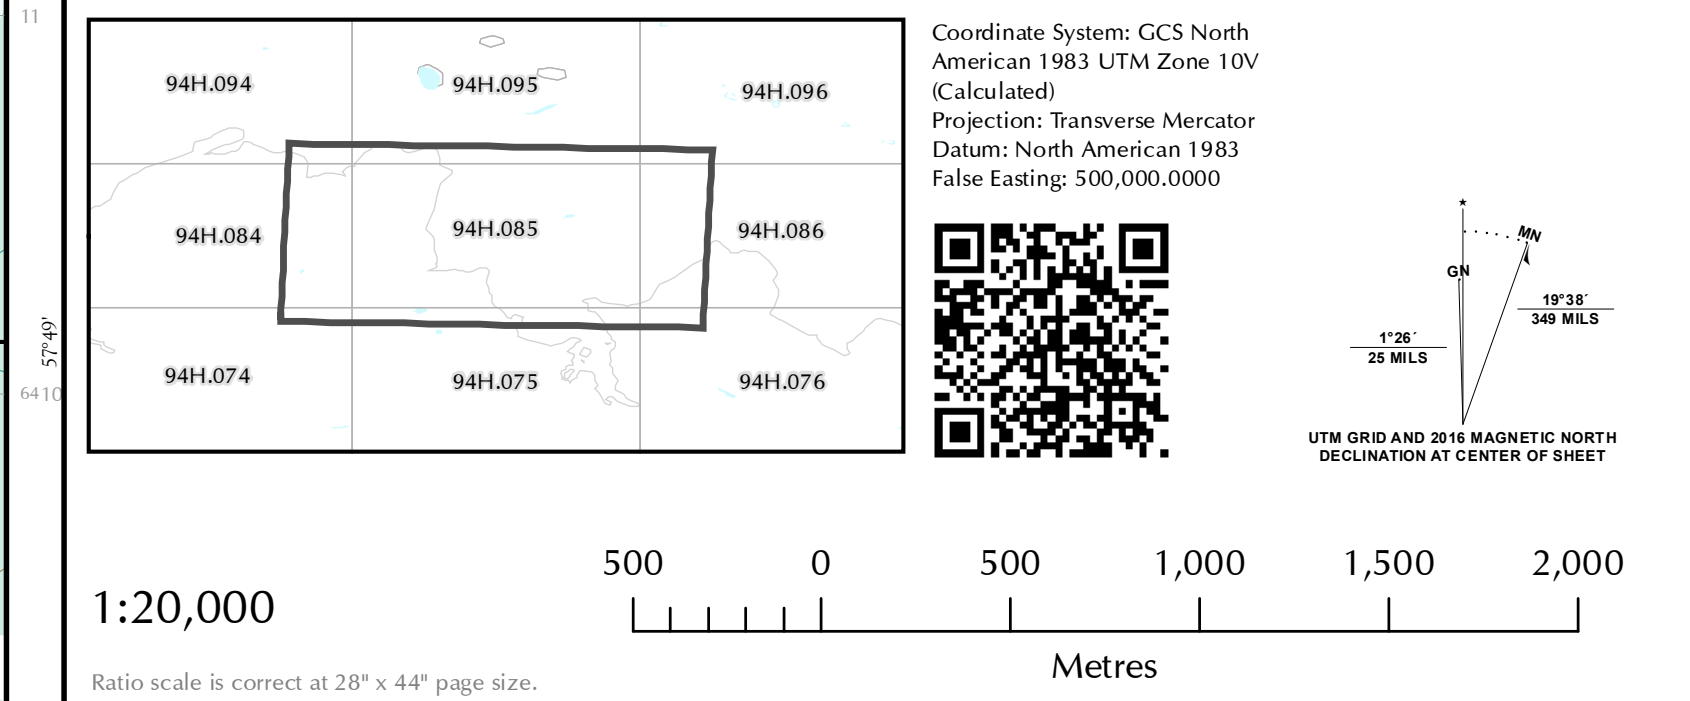 11
57°49'
6410
94H.094
94H.095
94H.096
94H.084
94H.085
94H.086
94H.074
94H.075
94H.076
Coordinate System: GCS North
American 1983 UTM Zone 10V
(Calculated)
Projection: Transverse Mercator
Datum: North American 1983
False Easting: 500,000.0000
★
MN
GN
19°38´
349 MILS
1°26´
25 MILS
UTM GRID AND 2016 MAGNETIC NORTH
DECLINATION AT CENTER OF SHEET
1:20,000
Ratio scale is correct at 28" x 44" page size.
500 0 500 1,000 1,500 2,000
Metres